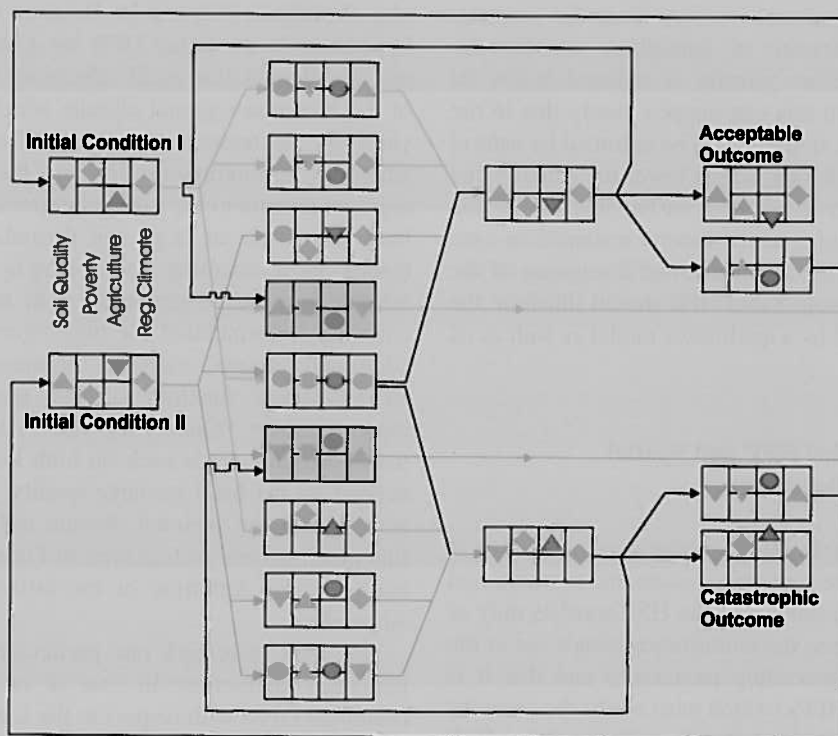 Initial Condition I
Soil Quality
Poverty
Agriculture
Reg.Climate
Initial Condition II
Acceptable
Outcome
Catastrophic
Outcome